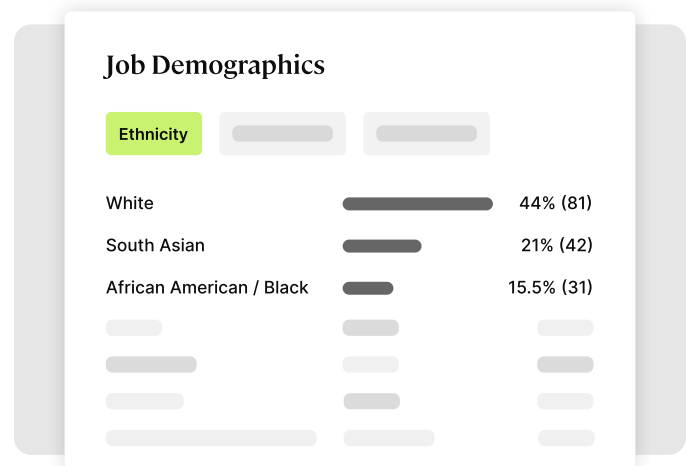 Job Demographics
Ethnicity
White 44% (81)
South Asian 21% (42)
African American / Black 15.5% (31)